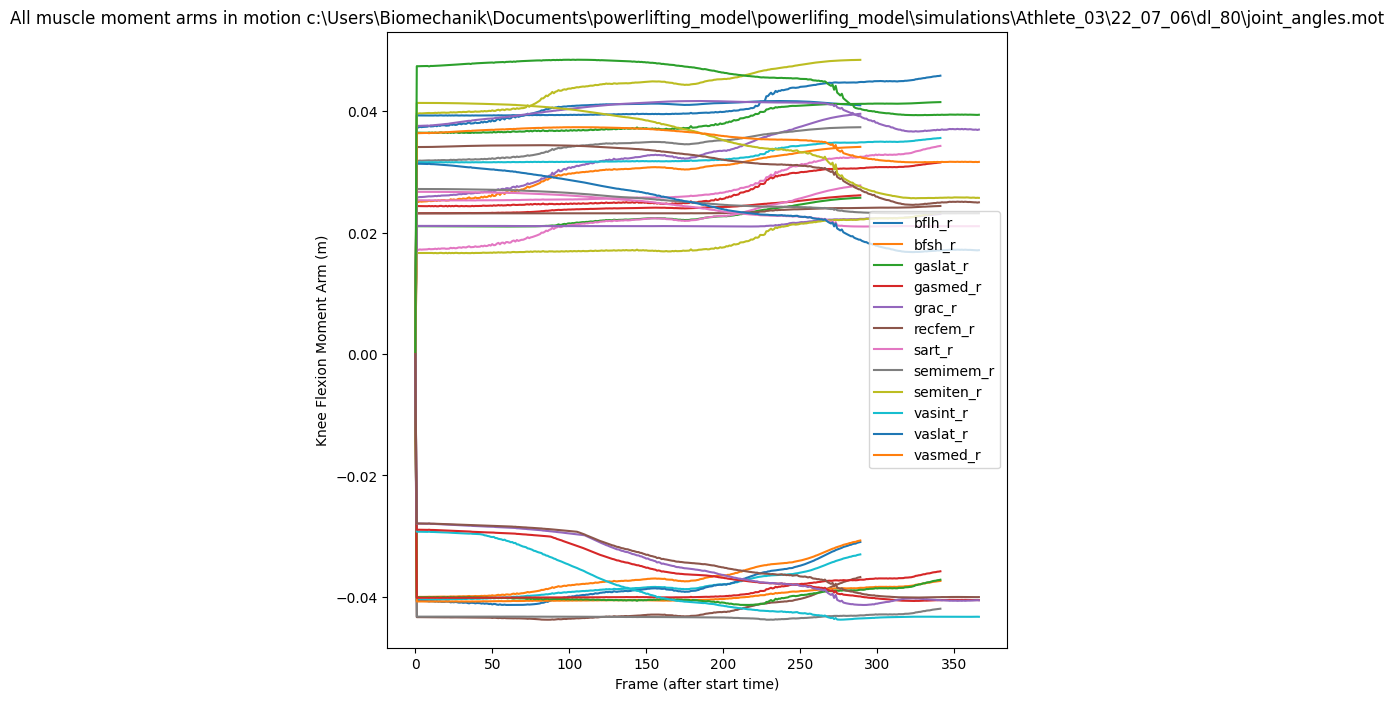 All muscle moment arms in motion c:\Users\Biomechanik\Documents\powerlifting_model\powerlifing_model\simulations\Athlete_03\22_07_06\dl_80\joint_angles.mot
0.04
0.02
0.00
−0.02
−0.04
Knee Flexion Moment Arm (m)
bflh_r
bfsh_r
gaslat_r
gasmed_r
grac_r
recfem_r
sart_r
semimem_r
semiten_r
vasint_r
vaslat_r
vasmed_r
0 50 100 150 200 250 300 350
Frame (after start time)